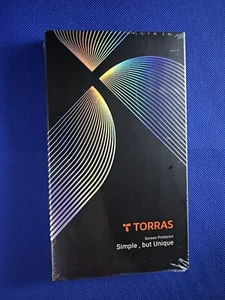 TORRAS
Screen Protector
Simple , but Unique